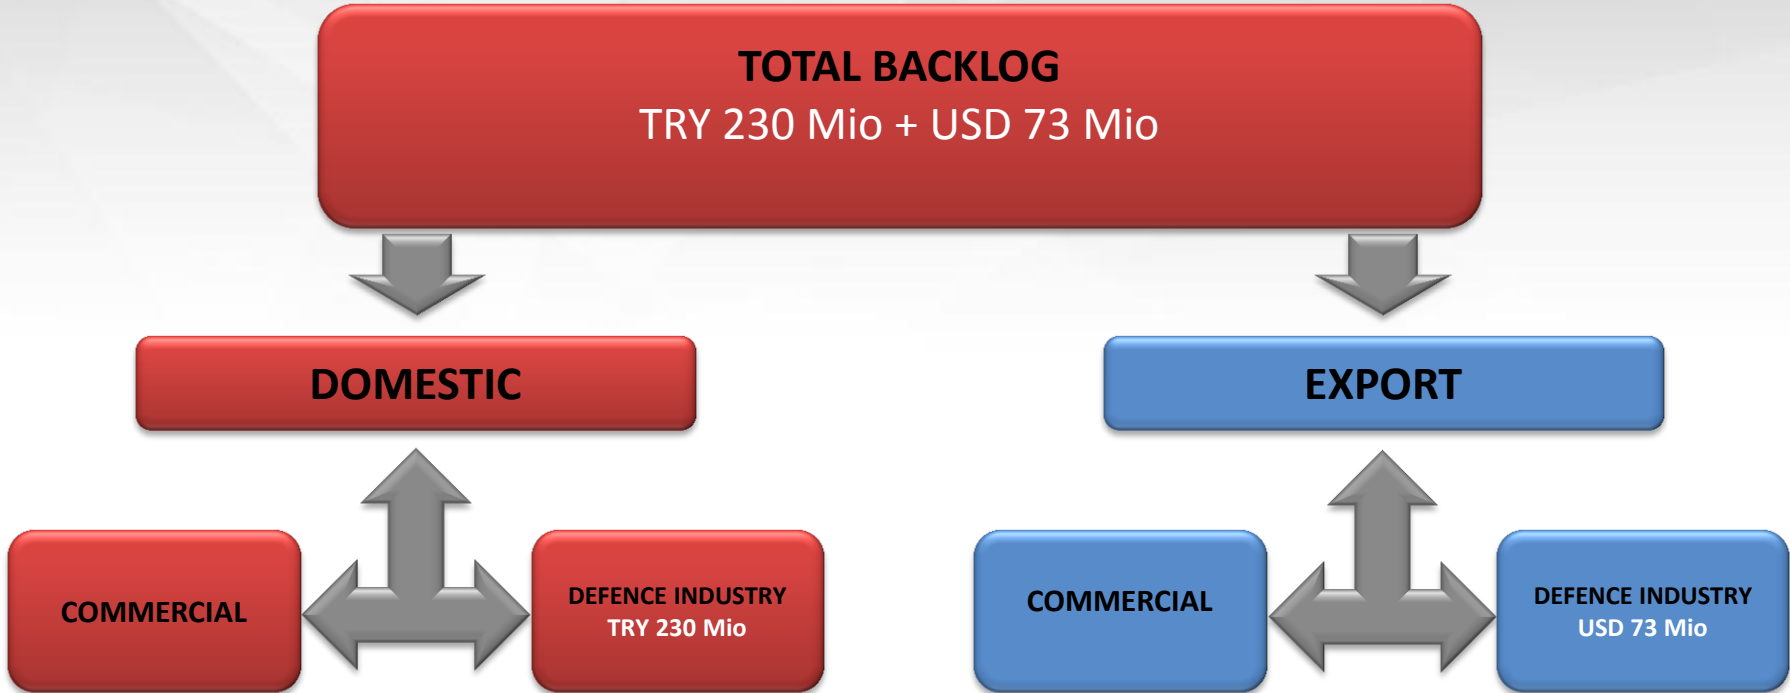 TOTAL BACKLOG
TRY 230 Mio + USD 73 Mio
DOMESTIC
EXPORT
COMMERCIAL
DEFENCE INDUSTRY
TRY 230 Mio
COMMERCIAL
DEFENCE INDUSTRY
USD 73 Mio